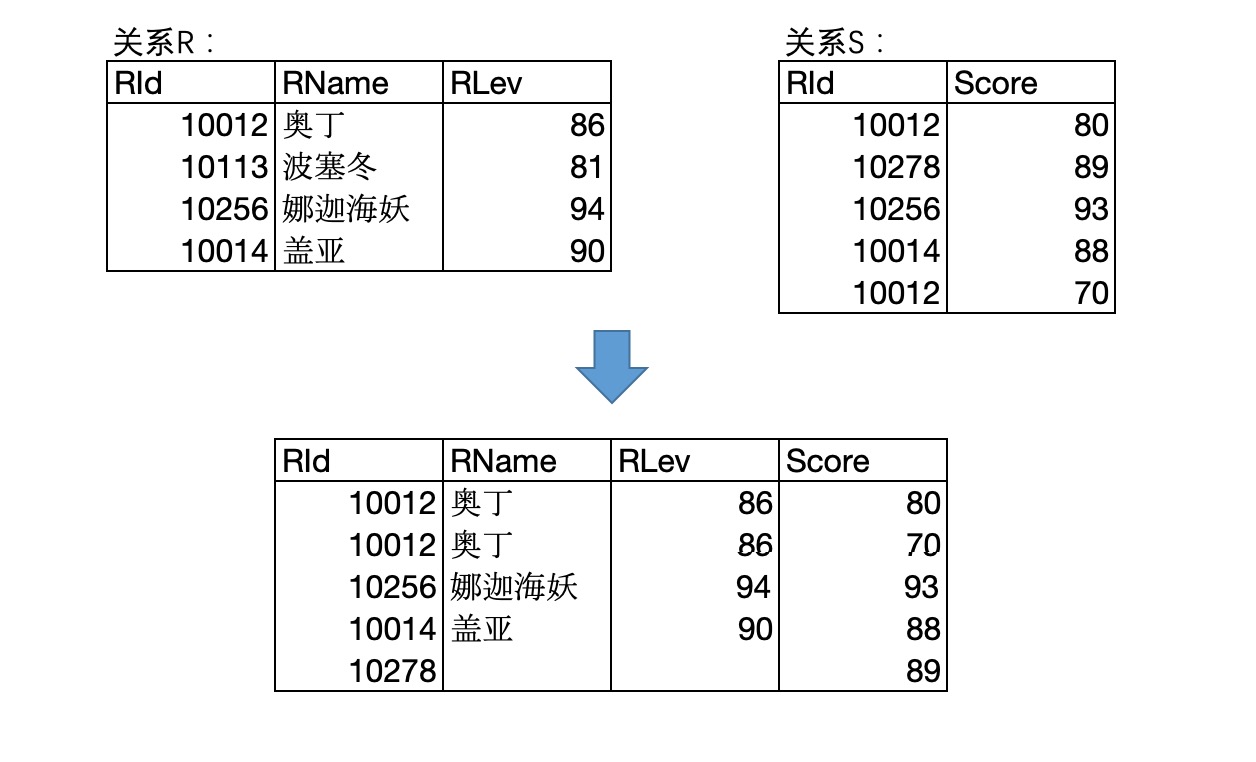 关系R： 关系S：
RId RName RLev RId Score
10012 奥丁 86 10012 80
10113 波塞冬 81 10278 89
10256 娜迦海妖 94 10256 93
10014 盖亚 90 10014 88
10012 70
RId RName RLev Score
10012 奥丁 86 80
10012 奥丁 86 70
10256 娜迦海妖 94 93
10014 盖亚 90 88
10278 89